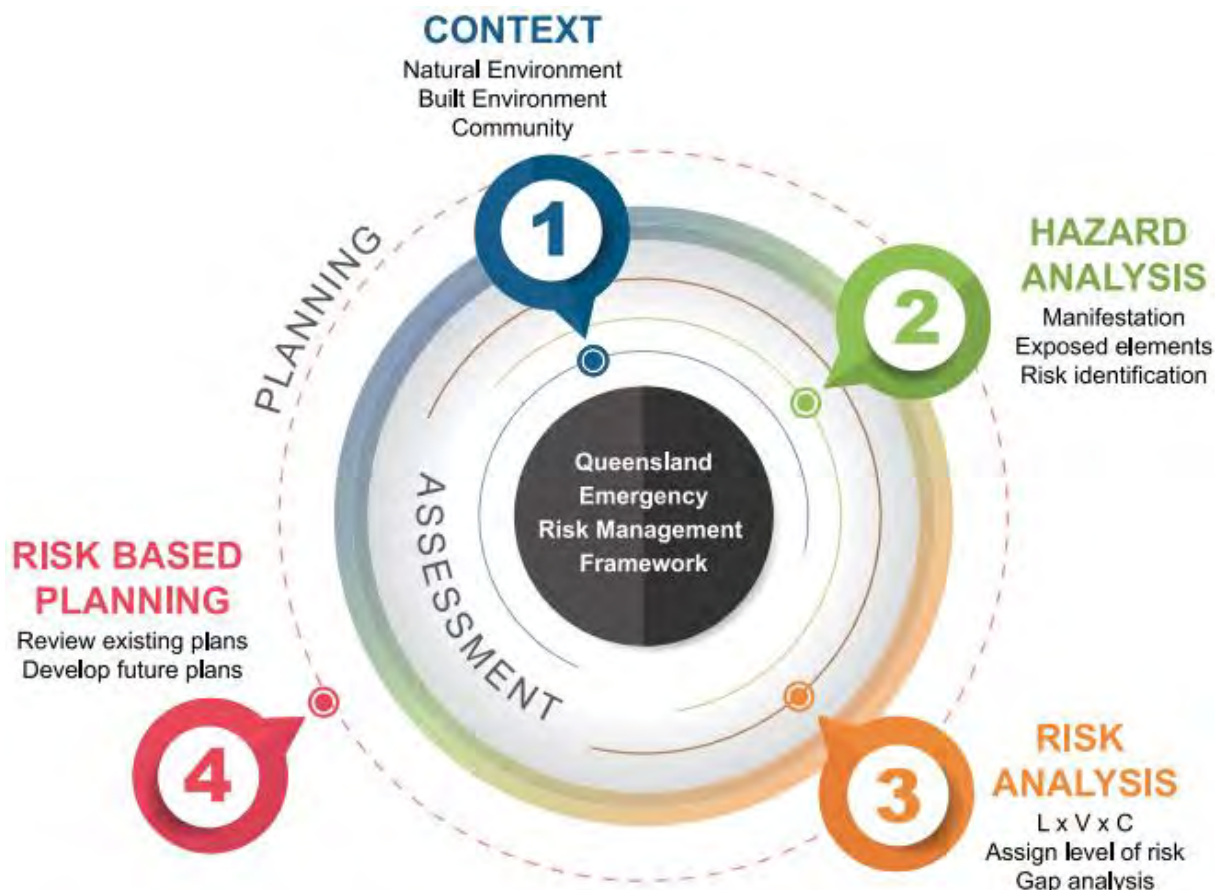 CONTEXT
Natural Environment
Built Environment
Community
1
PLANNING
2
HAZARD
ANALYSIS
Manifestation
Exposed elements
Risk identification
Queensland
Emergency
Risk Management
Framework
ASSESSMENT
RISK BASED
PLANNING
Review existing plans
Develop future plans
4
3
RISK
ANALYSIS
L x V x C
Assign level of risk
Gap analysis